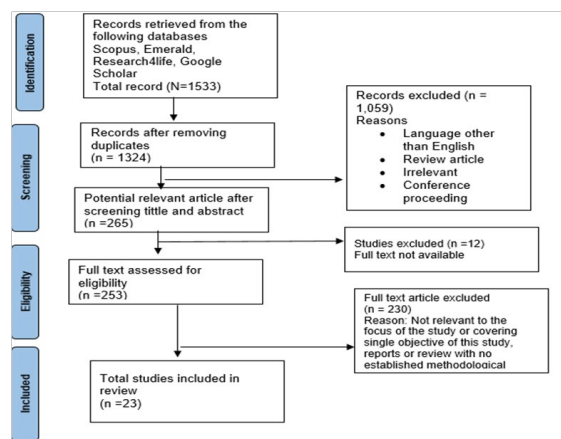 Identification
Records retrieved from the
following databases
Scopus, Emerald,
Research4life, Google
Scholar
Total record (N=1533)
Records after removing
duplicates
(n = 1324)
Records excluded (n =
1,059)
Reasons
• Language other
than English
• Review article
• Irrelevant
• Conference
proceeding
Screening
Potential relevant article after
screening tittle and abstract
(n =265)
Studies excluded (n =12)
Full text not available
Eligibility
Full text assessed for
eligibility
(n =253)
Full text article excluded
(n = 230)
Reason: Not relevant to the
focus of the study or covering
single objective of this study,
reports or review with no
established methodological
Included
Total studies included in
review
(n =23)